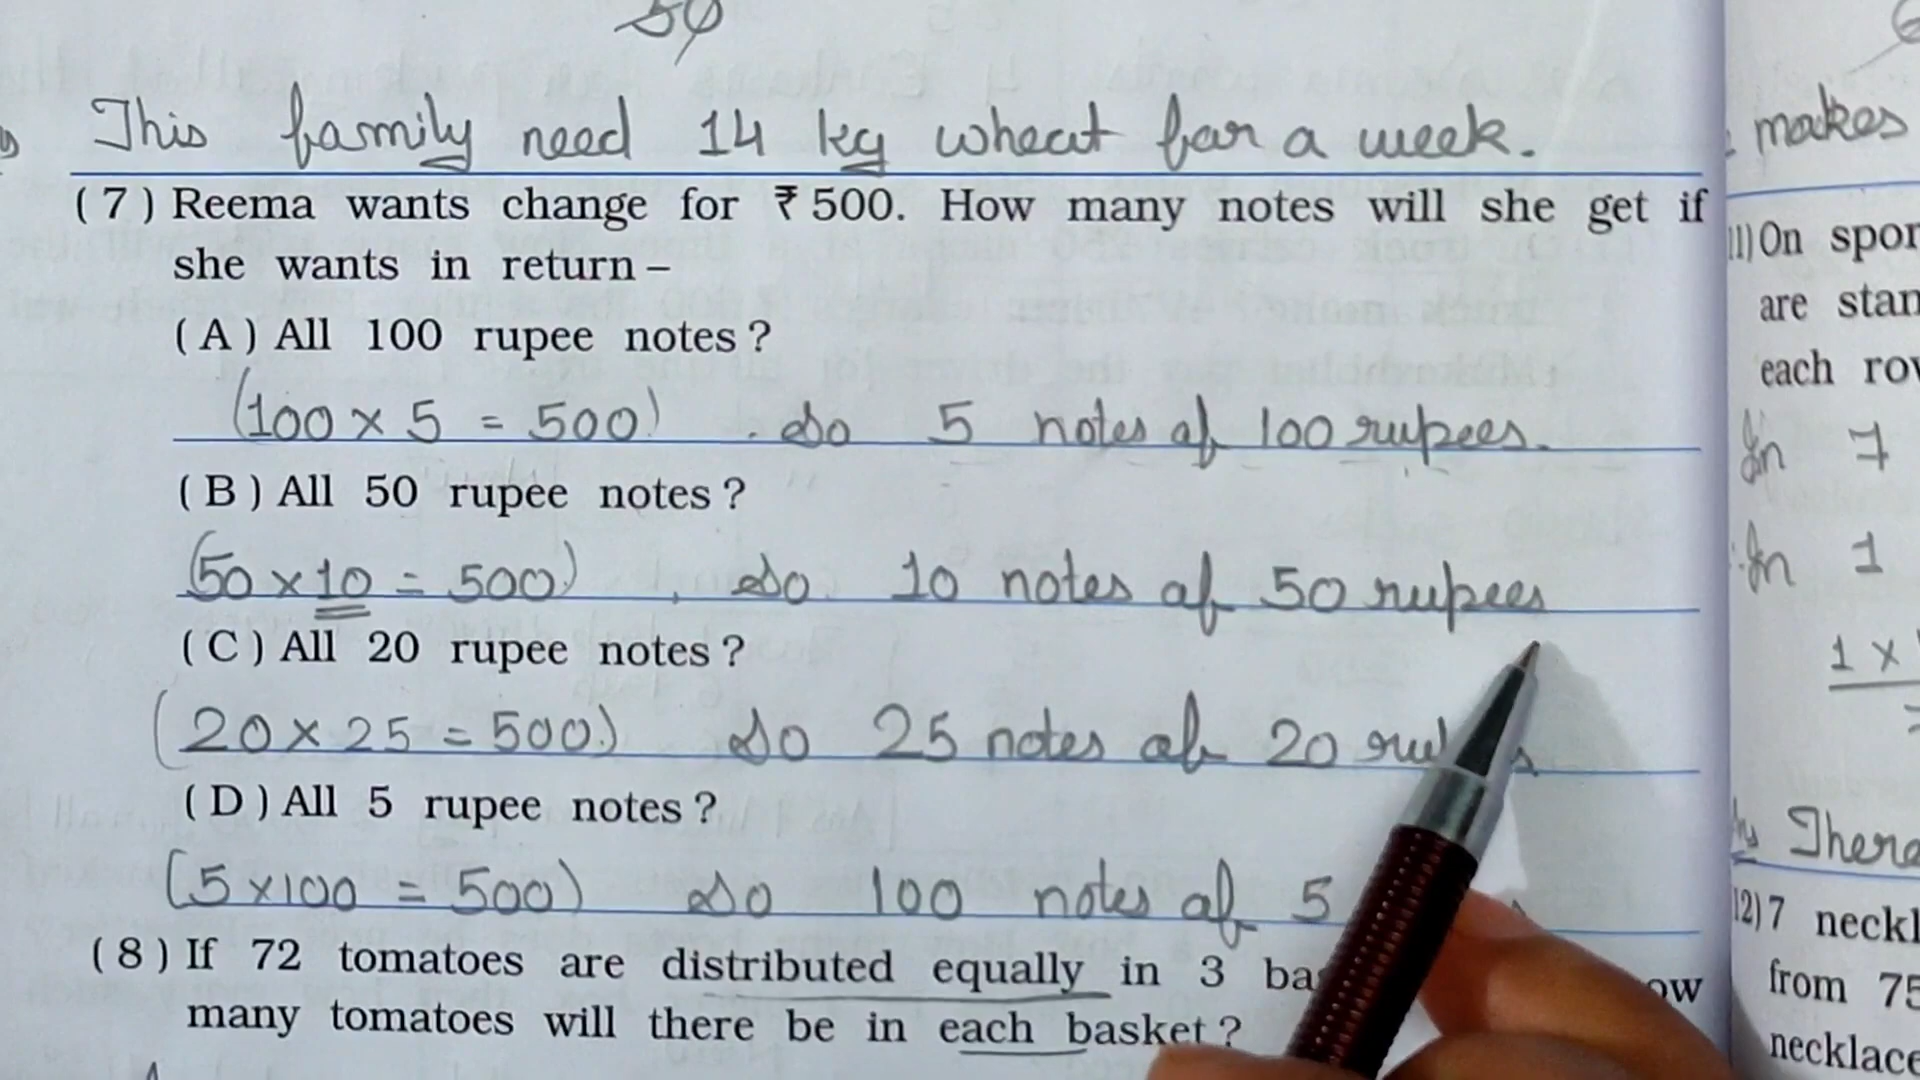 This family need 14 kg wheat for a week.
(7) Reema wants change for ₹500. How many notes will she get if
she wants in return –
(A) All 100 rupee notes?
(100 × 5 = 500) . So 5 notes of 100 rupees.
(B) All 50 rupee notes?
(50 × 10 = 500) , So 10 notes of 50 rupees
(C) All 20 rupee notes?
(20 × 25 = 500) So 25 notes of 20
(D) All 5 rupee notes?
(5 × 100 = 500) So 100 notes of 5
(8) If 72 tomatoes are distributed equally in 3
many tomatoes will there be in each basket?
makes
11) On
are
each
In 7
In 1
1 ×
12) 7
from 75